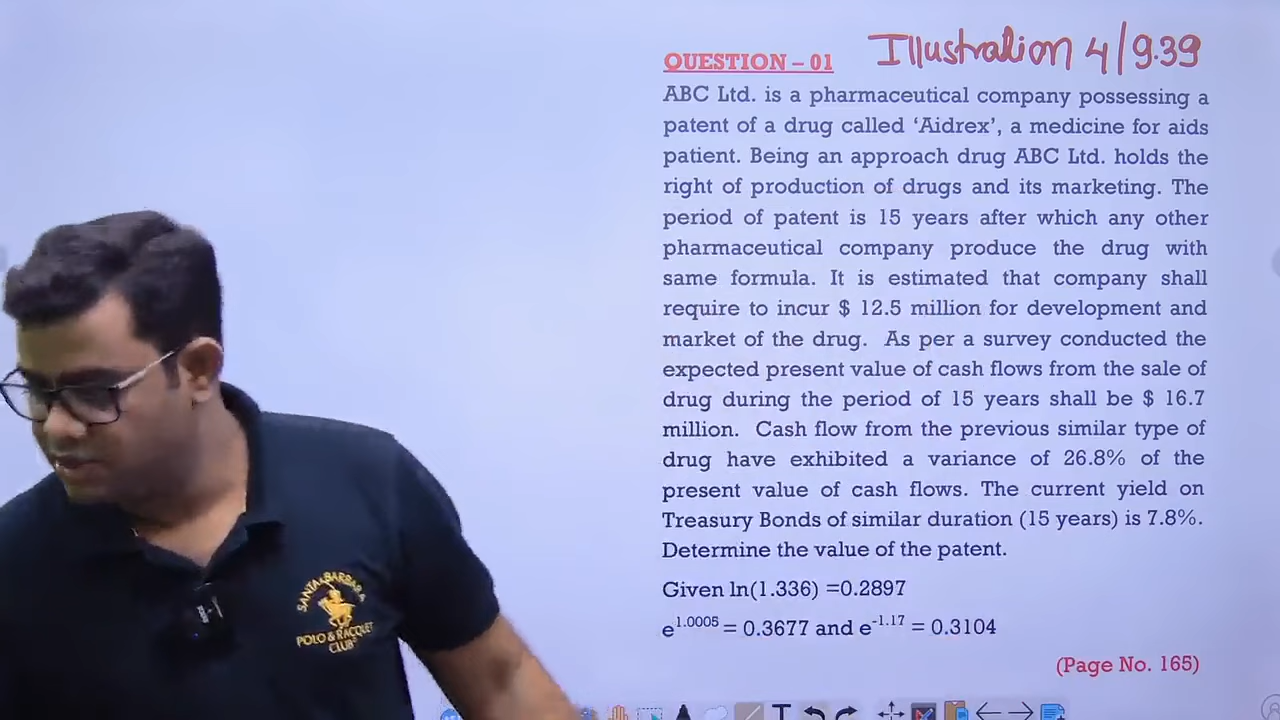 QUESTION – 01 Illustration 4/9.39
ABC Ltd. is a pharmaceutical company possessing a
patent of a drug called ‘Aidrex’, a medicine for aids
patient. Being an approach drug ABC Ltd. holds the
right of production of drugs and its marketing. The
period of patent is 15 years after which any other
pharmaceutical company produce the drug with
same formula. It is estimated that company shall
require to incur $ 12.5 million for development and
market of the drug. As per a survey conducted the
expected present value of cash flows from the sale of
drug during the period of 15 years shall be $ 16.7
million. Cash flow from the previous similar type of
drug have exhibited a variance of 26.8% of the
present value of cash flows. The current yield on
Treasury Bonds of similar duration (15 years) is 7.8%.
Determine the value of the patent.
Given ln(1.336) =0.2897
e^1.0005 = 0.3677 and e^-1.17 = 0.3104
(Page No. 165)
SANTA BARBARA
POLO & RACQUET
CLUB